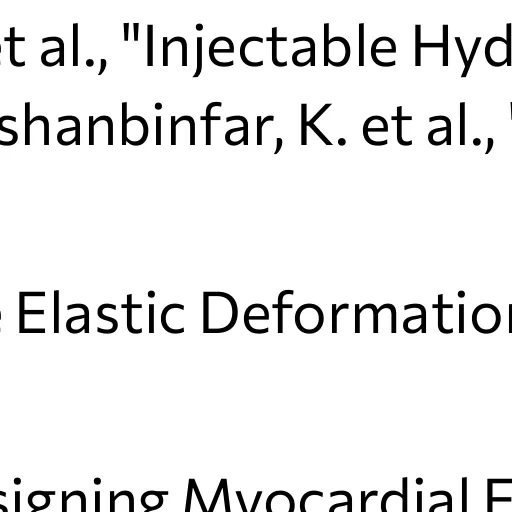 et al., "Injectable Hyd
shanbinfar, K. et al., "
e Elastic Deformation
signing Myocardial F